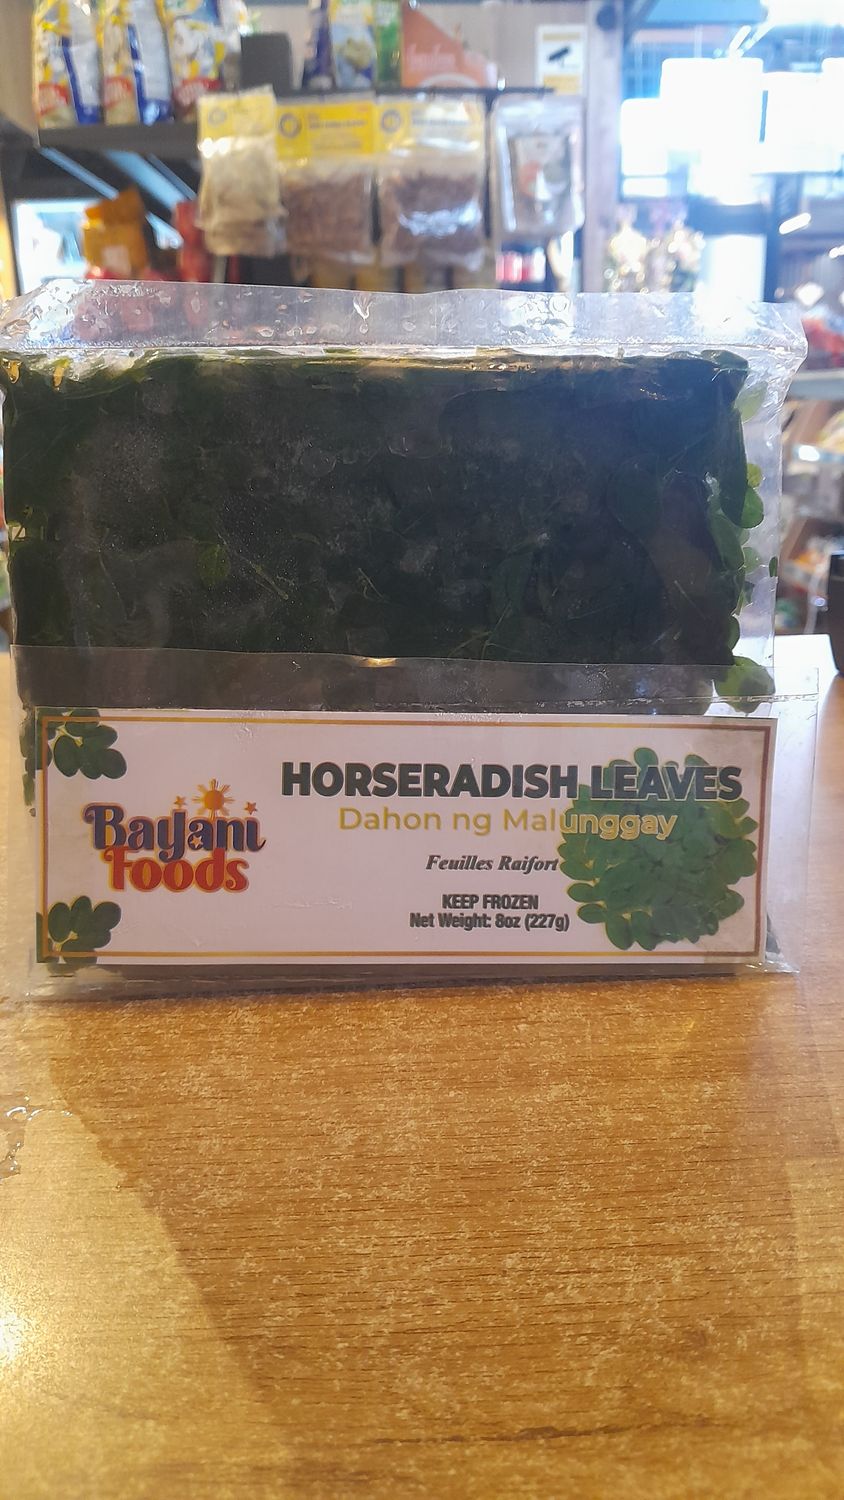 Bayani
Foods
HORSERADISH LEAVES
Dahon ng Malunggay
Feuilles Raifort
KEEP FROZEN
Net Weight: 8oz (227g)